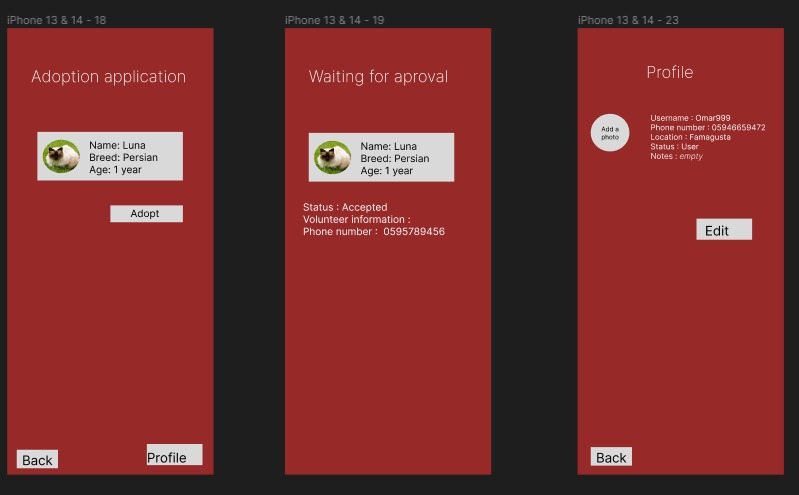 iPhone 13 & 14 - 18
Adoption application
Name: Luna
Breed: Persian
Age: 1 year
Adopt
Back
Profile
iPhone 13 & 14 - 19
Waiting for aproval
Name: Luna
Breed: Persian
Age: 1 year
Status : Accepted
Volunteer information :
Phone number :  0595789456
iPhone 13 & 14 - 23
Profile
Add a
photo
Username : Omar999
Phone number : 05946659472
Location : Famagusta
Status : User
Notes : empty
Edit
Back